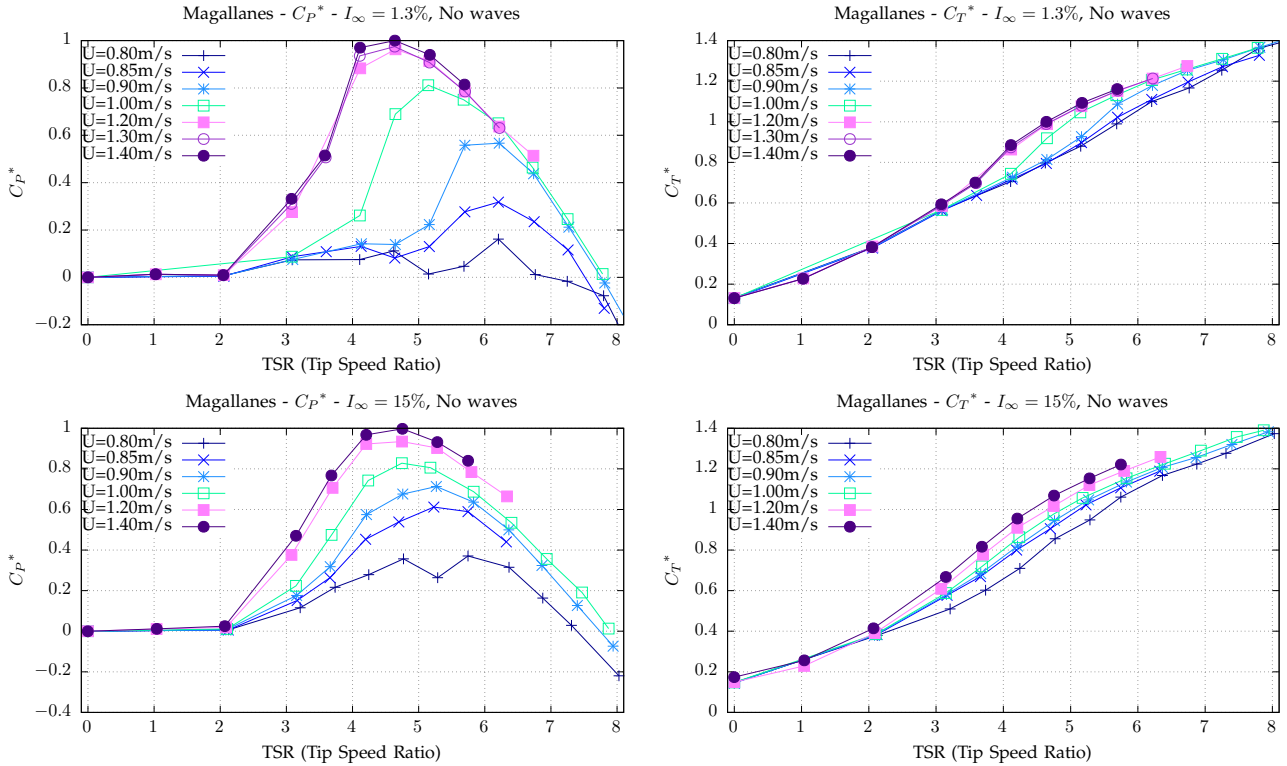 Magallanes - C_P* - I_∞ = 1.3%, No waves
U=0.80m/s
U=0.85m/s
U=0.90m/s
U=1.00m/s
U=1.20m/s
U=1.30m/s
U=1.40m/s
1
0.8
0.6
0.4
0.2
0
−0.2
C_P*
0 1 2 3 4 5 6 7 8
TSR (Tip Speed Ratio)
Magallanes - C_T* - I_∞ = 1.3%, No waves
U=0.80m/s
U=0.85m/s
U=0.90m/s
U=1.00m/s
U=1.20m/s
U=1.30m/s
U=1.40m/s
1.4
1.2
1
0.8
0.6
0.4
0.2
0
C_T*
0 1 2 3 4 5 6 7 8
TSR (Tip Speed Ratio)
Magallanes - C_P* - I_∞ = 15%, No waves
U=0.80m/s
U=0.85m/s
U=0.90m/s
U=1.00m/s
U=1.20m/s
U=1.40m/s
1
0.8
0.6
0.4
0.2
0
−0.2
−0.4
C_P*
0 1 2 3 4 5 6 7 8
TSR (Tip Speed Ratio)
Magallanes - C_T* - I_∞ = 15%, No waves
U=0.80m/s
U=0.85m/s
U=0.90m/s
U=1.00m/s
U=1.20m/s
U=1.40m/s
1.4
1.2
1
0.8
0.6
0.4
0.2
0
C_T*
0 1 2 3 4 5 6 7 8
TSR (Tip Speed Ratio)